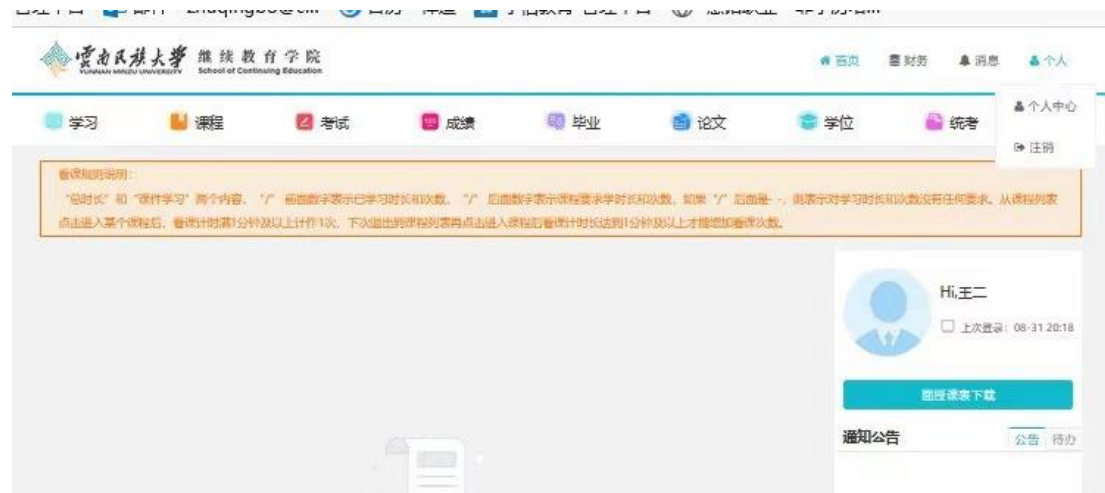 雲南民族大學 继续教育学院
YUNNAN MINZU UNIVERSITY School of Continuing Education
首页 财务 消息 个人
个人中心
注销
学习 课程 考试 成绩 毕业 论文 学位 统考
看课规则说明:
“总时长”和“课件学习”两个内容，“/”前面数字表示已学习时长和次数，“/”后面数字表示课程要求学时长和次数，如果“/”后面是 -，则表示对学习时长和次数没有任何要求。从课程列表
点击进入某个课程后，看课计时满1分钟及以上计作1次，下次退出到课程列表再点击进入课程后看课计时长达到1分钟及以上才能增加看课次数。
Hi,王二
上次登录：08-31 20:18
面授课表下载
通知公告 公告 待办